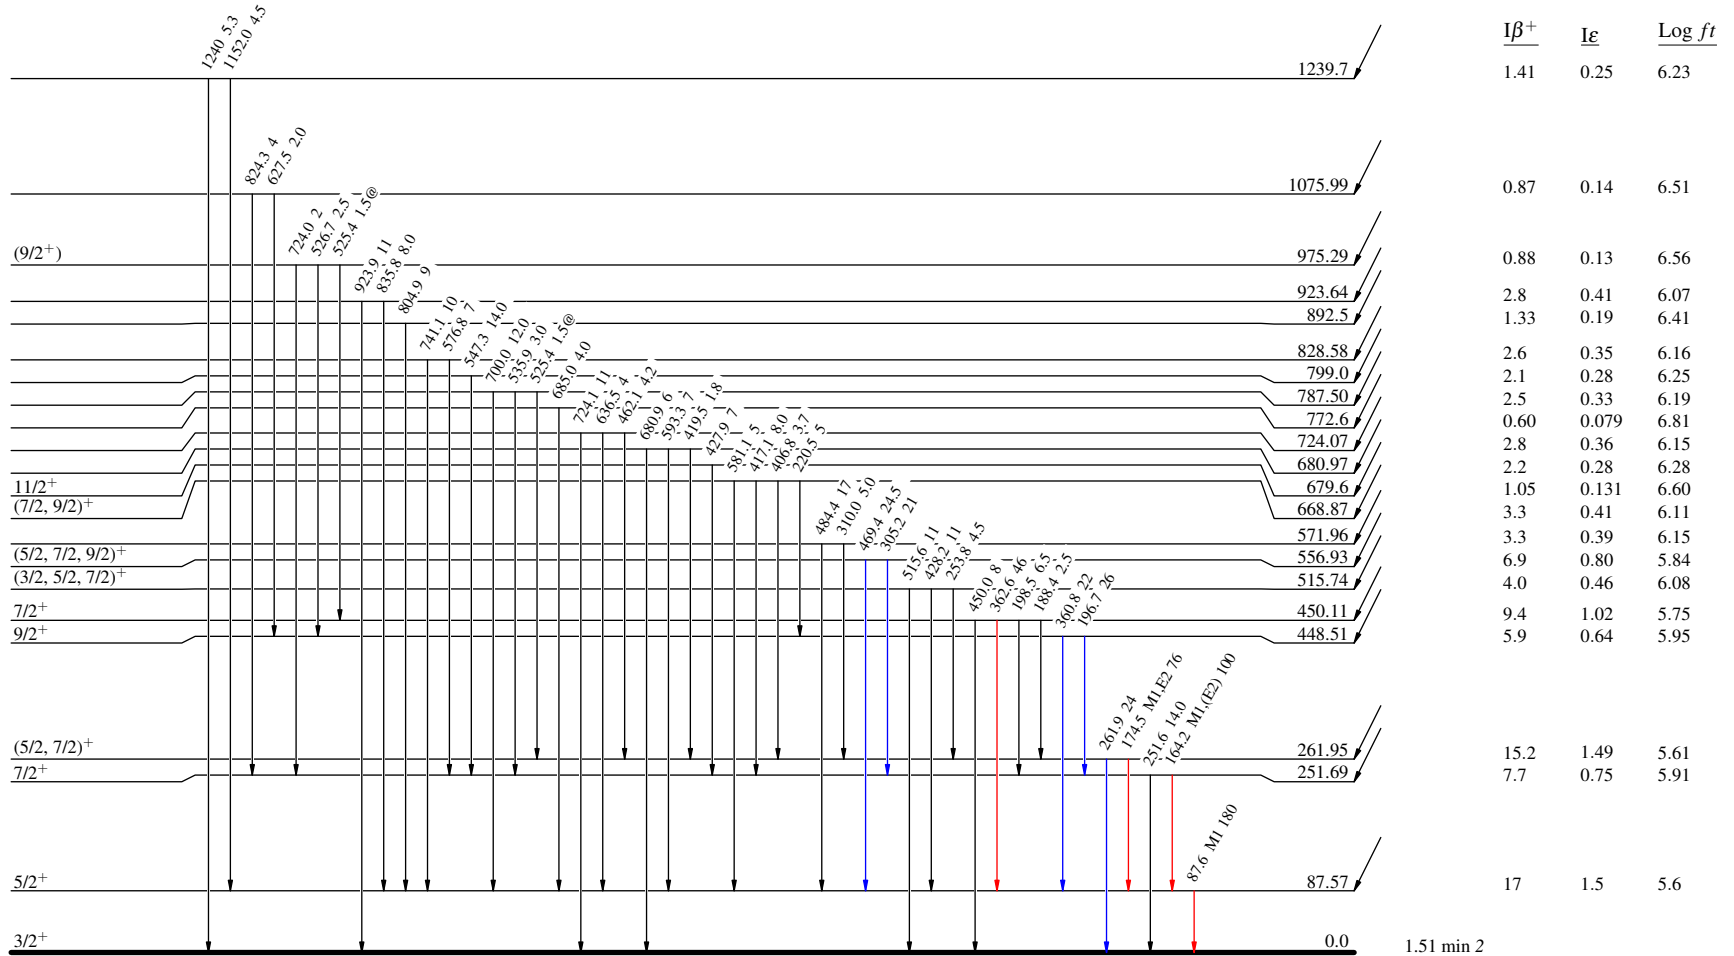 Iβ⁺ Iε Log ft
1240 5.3
1152.0 4.5
1239.7 1.41 0.25 6.23
824.3 4
627.5 2.0
1075.99 0.87 0.14 6.51
724.0 2
526.7 2.5
525.4 1.5@
(9/2⁺) 975.29 0.88 0.13 6.56
923.9 11
835.8 8.0
923.64 2.8 0.41 6.07
804.9 9
892.5 1.33 0.19 6.41
741.1 10
576.8 7
828.58 2.6 0.35 6.16
547.3 14.0
799.0 2.1 0.28 6.25
700.0 12.0
535.9 3.0
525.4 1.5@
787.50 2.5 0.33 6.19
685.0 4.0
772.6 0.60 0.079 6.81
724.1 11
636.5 4
462.1 4.2
724.07 2.8 0.36 6.15
680.9 6
593.3 7
419.5 1.8
680.97 2.2 0.28 6.28
427.9 7
11/2⁺ 679.6 1.05 0.131 6.60
581.1 5
417.1 8.0
406.8 3.7
220.5 5
(7/2, 9/2)⁺ 668.87 3.3 0.41 6.11
484.4 17
310.0 5.0
571.96 3.3 0.39 6.15
469.4 24.5
305.2 21
(5/2, 7/2, 9/2)⁺ 556.93 6.9 0.80 5.84
515.6 11
428.2 11
253.8 4.5
(3/2, 5/2, 7/2)⁺ 515.74 4.0 0.46 6.08
450.0 8
362.6 46
198.5 6.5
188.4 2.5
7/2⁺ 450.11 9.4 1.02 5.75
360.8 22
196.7 26
9/2⁺ 448.51 5.9 0.64 5.95
261.9 24
174.5 M1,E2 76
(5/2, 7/2)⁺ 261.95 15.2 1.49 5.61
251.6 14.0
164.2 M1,(E2) 100
7/2⁺ 251.69 7.7 0.75 5.91
87.6 M1 180
5/2⁺ 87.57 17 1.5 5.6
3/2⁺ 0.0 1.51 min 2